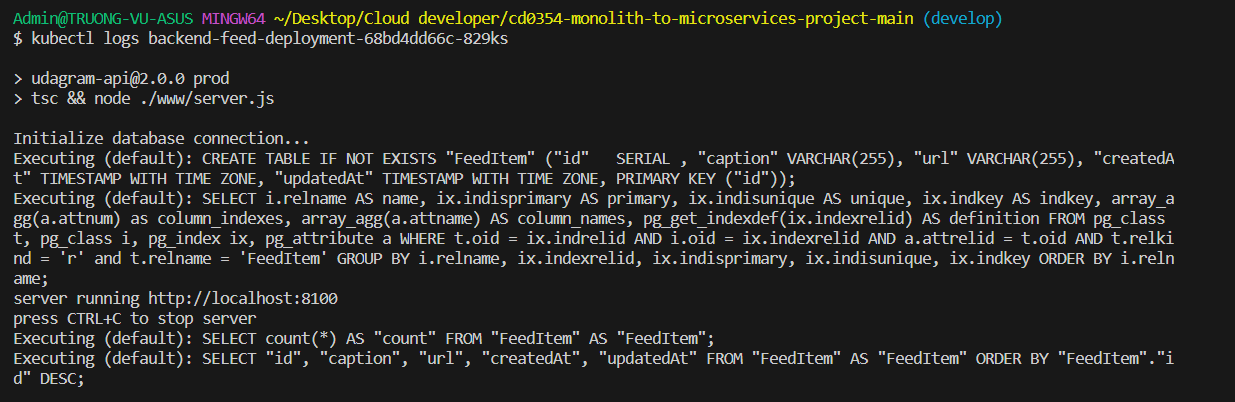 Admin@TRUONG-VU-ASUS MINGW64 ~/Desktop/Cloud developer/cd0354-monolith-to-microservices-project-main (develop)
$ kubectl logs backend-feed-deployment-68bd4dd66c-829ks
> udagram-api@2.0.0 prod
> tsc && node ./www/server.js
Initialize database connection...
Executing (default): CREATE TABLE IF NOT EXISTS "FeedItem" ("id"   SERIAL , "caption" VARCHAR(255), "url" VARCHAR(255), "createdA
t" TIMESTAMP WITH TIME ZONE, "updatedAt" TIMESTAMP WITH TIME ZONE, PRIMARY KEY ("id"));
Executing (default): SELECT i.relname AS name, ix.indisprimary AS primary, ix.indisunique AS unique, ix.indkey AS indkey, array_a
gg(a.attnum) as column_indexes, array_agg(a.attname) AS column_names, pg_get_indexdef(ix.indexrelid) AS definition FROM pg_class
t, pg_class i, pg_index ix, pg_attribute a WHERE t.oid = ix.indrelid AND i.oid = ix.indexrelid AND a.attrelid = t.oid AND t.relki
nd = 'r' and t.relname = 'FeedItem' GROUP BY i.relname, ix.indexrelid, ix.indisprimary, ix.indisunique, ix.indkey ORDER BY i.reln
ame;
server running http://localhost:8100
press CTRL+C to stop server
Executing (default): SELECT count(*) AS "count" FROM "FeedItem" AS "FeedItem";
Executing (default): SELECT "id", "caption", "url", "createdAt", "updatedAt" FROM "FeedItem" AS "FeedItem" ORDER BY "FeedItem"."i
d" DESC;